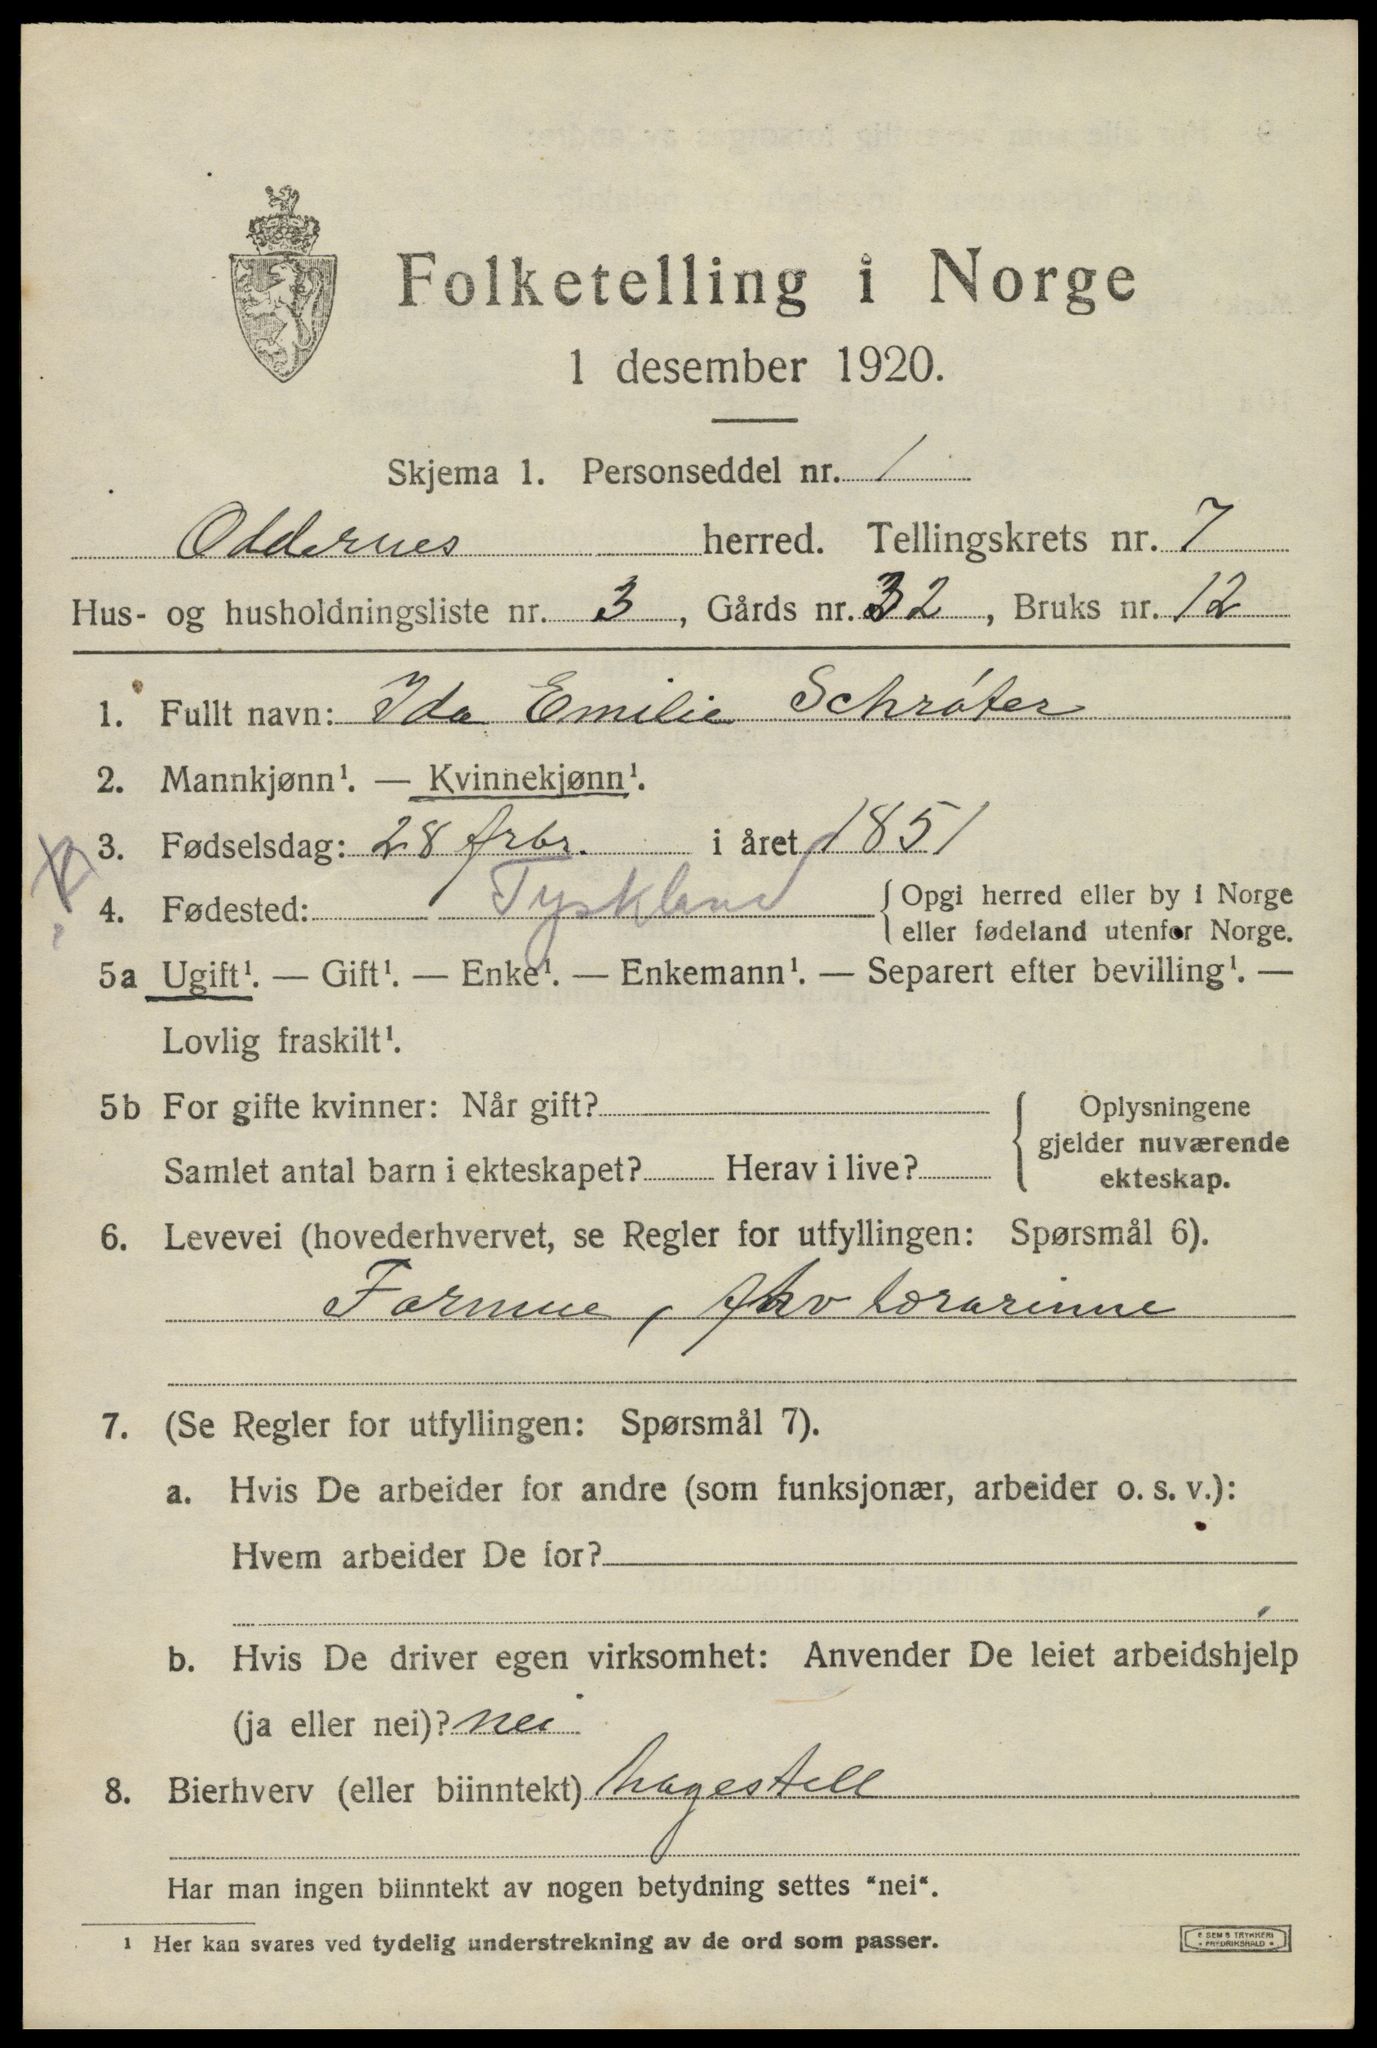 Folketelling i Norge
1 desember 1920.
Skjema 1. Personseddel nr. 1
Oddernes herred. Tellingskrets nr. 7
Hus- og husholdningsliste nr. 3, Gårds nr. 32, Bruks nr. 12
1. Fullt navn: Ida Emilie Schrøter
2. Mannkjønn¹. — Kvinnekjønn¹.
3. Fødselsdag: 28 febr. i året 1851
4. Fødested: Tyskland { Opgi herred eller by i Norge
eller fødeland utenfor Norge.
5a Ugift¹. — Gift¹. — Enke¹. — Enkemann¹. — Separert efter bevilling¹. —
Lovlig fraskilt¹.
5b For gifte kvinner: Når gift?
Samlet antal barn i ekteskapet? Herav i live?
{ Oplysningene
gjelder nuværende
ekteskap.
6. Levevei (hovederhvervet, se Regler for utfyllingen: Spørsmål 6).
Formue, lærerinne
7. (Se Regler for utfyllingen: Spørsmål 7).
a. Hvis De arbeider for andre (som funksjonær, arbeider o. s. v.):
Hvem arbeider De for?
b. Hvis De driver egen virksomhet: Anvender De leiet arbeidshjelp
(ja eller nei)? nei
8. Bierhverv (eller biinntekt) hagestell
Har man ingen biinntekt av nogen betydning settes "nei".
¹ Her kan svares ved tydelig understrekning av de ord som passer.
E SEM'S TRYKKERI
FREDRIKSHALD